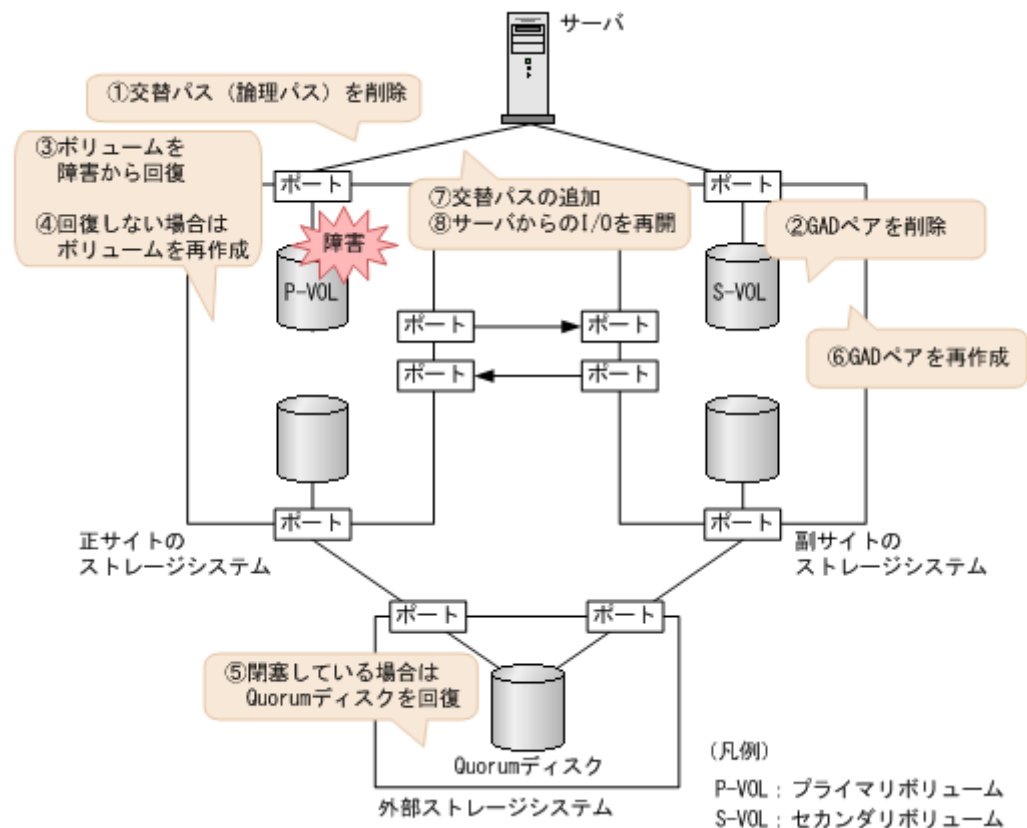 サーバ
①交替パス（論理パス）を削除
③ボリュームを
障害から回復
④回復しない場合は
ボリュームを再作成
ポート
ポート
⑦交替パスの追加
⑧サーバからのI/Oを再開
②GADペアを削除
障害
P-VOL
S-VOL
ポート
ポート
⑥GADペアを再作成
ポート
ポート
ポート
ポート
正サイトの
ストレージシステム
副サイトの
ストレージシステム
ポート
ポート
⑤閉塞している場合は
Quorumディスクを回復
Quorumディスク
外部ストレージシステム
(凡例)
P-VOL：プライマリボリューム
S-VOL：セカンダリボリューム